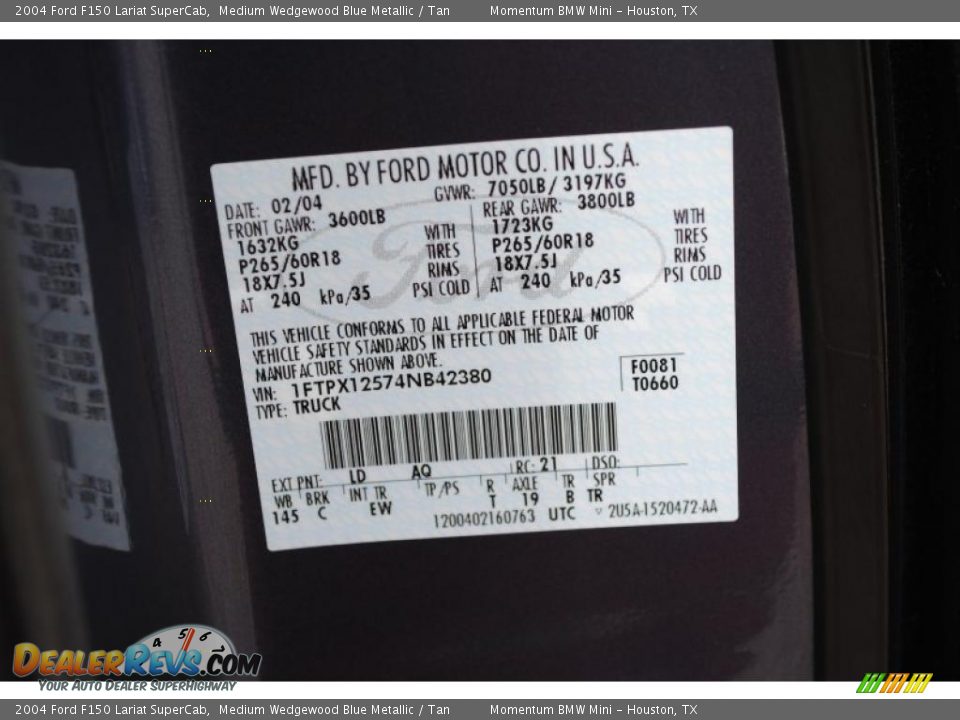 2004 Ford F150 Lariat SuperCab, Medium Wedgewood Blue Metallic / Tan Momentum BMW Mini - Houston, TX
MFD. BY FORD MOTOR CO. IN U.S.A.
DATE: 02/04 GVWR: 7050LB/ 3197KG
FRONT GAWR: 3600LB REAR GAWR: 3800LB
1632KG WITH 1723KG WITH
P265/60R18 TIRES P265/60R18 TIRES
18X7.5J RIMS 18X7.5J RIMS
AT 240 kPa/35 PSI COLD AT 240 kPa/35 PSI COLD
Ford
THIS VEHICLE CONFORMS TO ALL APPLICABLE FEDERAL MOTOR
VEHICLE SAFETY STANDARDS IN EFFECT ON THE DATE OF
MANUFACTURE SHOWN ABOVE.
VIN: 1FTPX12574NB42380 F0081
TYPE: TRUCK T0660
EXT PNT: LD AQ RC: 21 DSO:
WB BRK INT TR TP/PS R AXLE TR SPR
145 C EW T 19 B TR
1200402160763 UTC ▽ 2U5A-1520472-AA
4 5 6
DEALERREVS.COM
YOUR AUTO DEALER SUPERHIGHWAY
2004 Ford F150 Lariat SuperCab, Medium Wedgewood Blue Metallic / Tan Momentum BMW Mini - Houston, TX